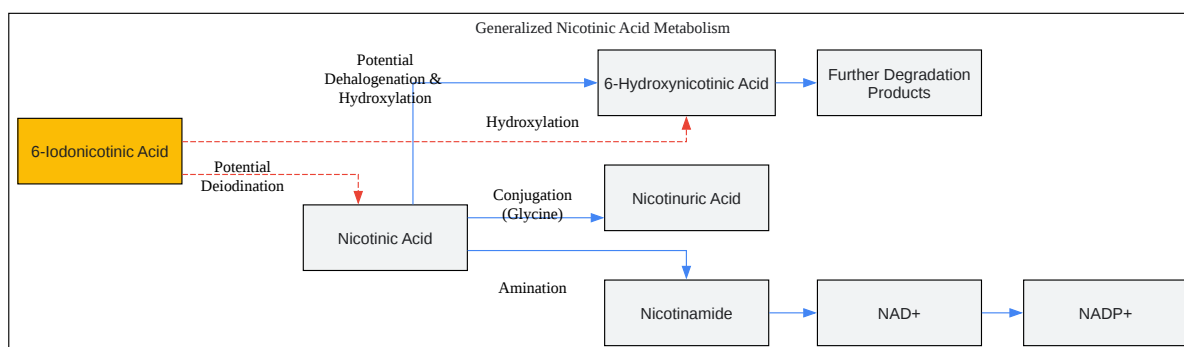 Generalized Nicotinic Acid Metabolism
Potential
Dehalogenation &
Hydroxylation
6-Hydroxynicotinic Acid
Further Degradation
Products
Hydroxylation
6-Iodonicotinic Acid
Potential
Deiodination
Conjugation
(Glycine)
Nicotinuric Acid
Nicotinic Acid
Amination
Nicotinamide
NAD+
NADP+